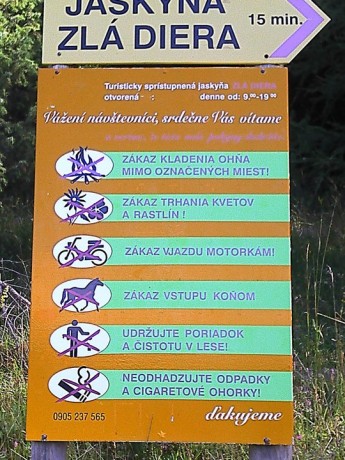 JASKYŇA
ZLÁ DIERA
15 min.
Turisticky sprístupnená jaskyňa ZLÁ DIERA
otvorená denne od: 9.00-19.00
Vážení návštevníci, srdečne Vás vítame
ZÁKAZ KLADENIA OHŇA
MIMO OZNAČENÝCH MIEST!
ZÁKAZ TRHANIA KVETOV
A RASTLÍN !
ZÁKAZ VJAZDU MOTORKÁM!
ZÁKAZ VSTUPU KOŇOM
UDRŽUJTE PORIADOK
A ČISTOTU V LESE!
NEODHADZUJTE ODPADKY
A CIGARETOVÉ OHORKY!
0905 237 565
ďakujeme